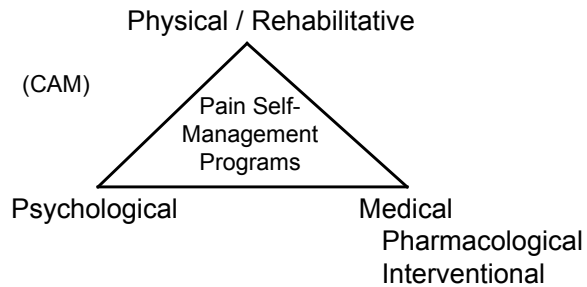 Physical / Rehabilitative
(CAM)
Pain Self-
Management
Programs
Psychological
Medical
Pharmacological
Interventional